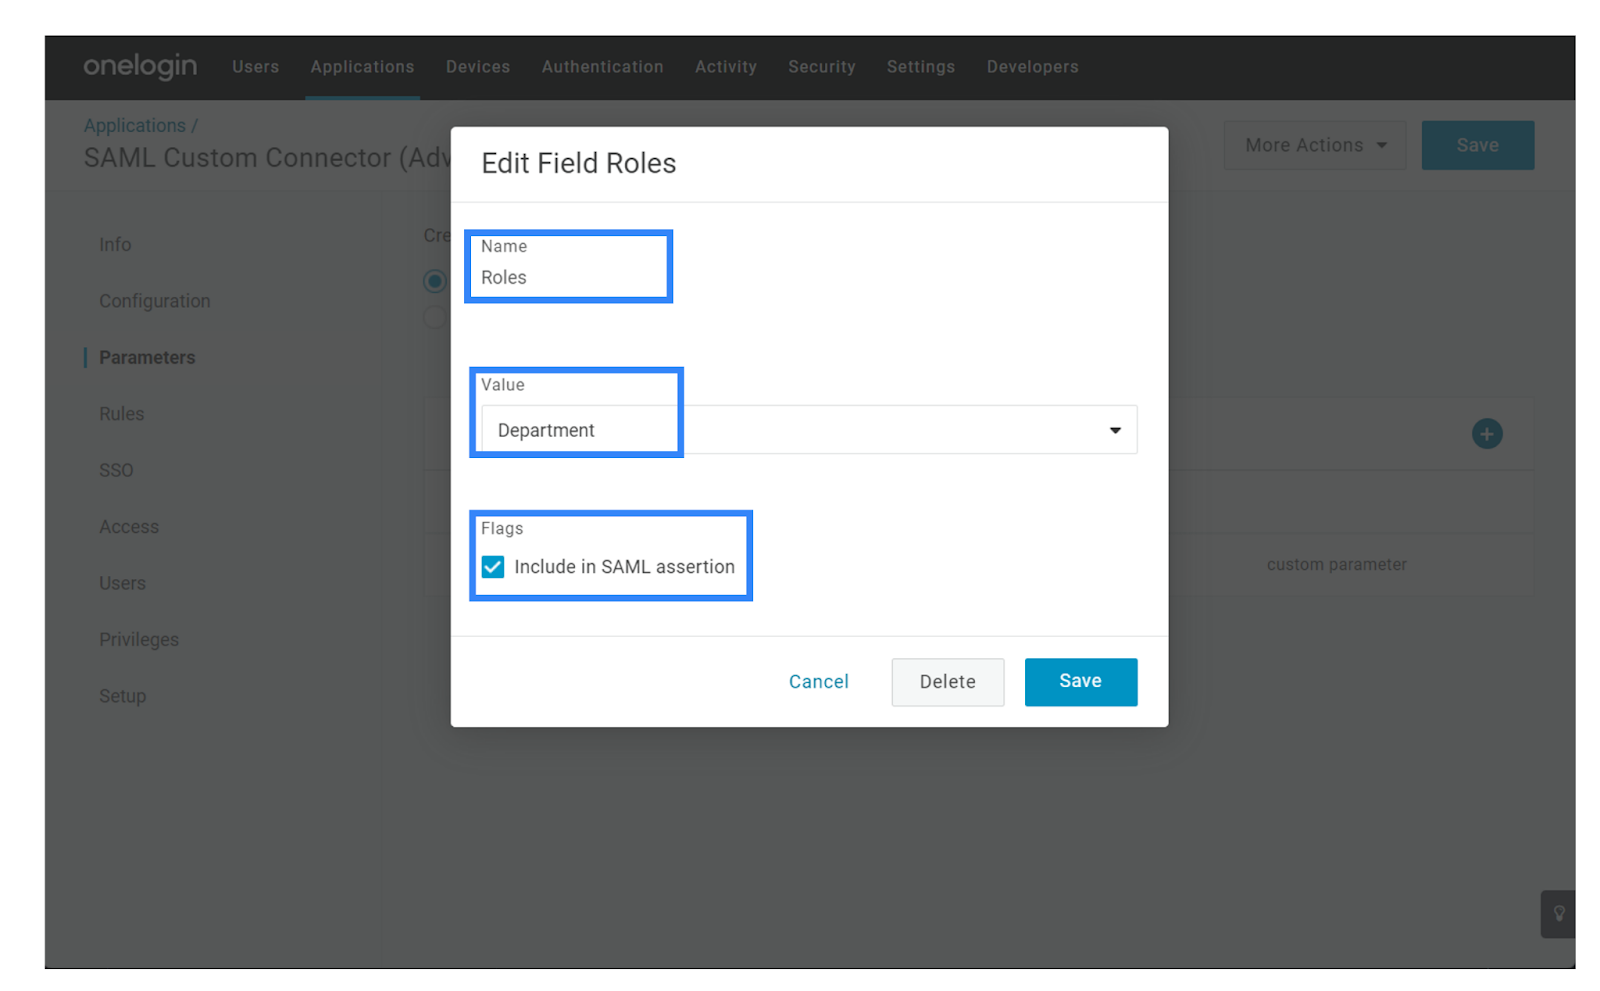 onelogin Users Applications Devices Authentication Activity Security Settings Developers
Applications /
SAML Custom Connector (Adv
More Actions
Save
Info
Configuration
Parameters
Rules
SSO
Access
Users
Privileges
Setup
Cre
Edit Field Roles
Name
Roles
Value
Department
Flags
Include in SAML assertion
Cancel
Delete
Save
custom parameter